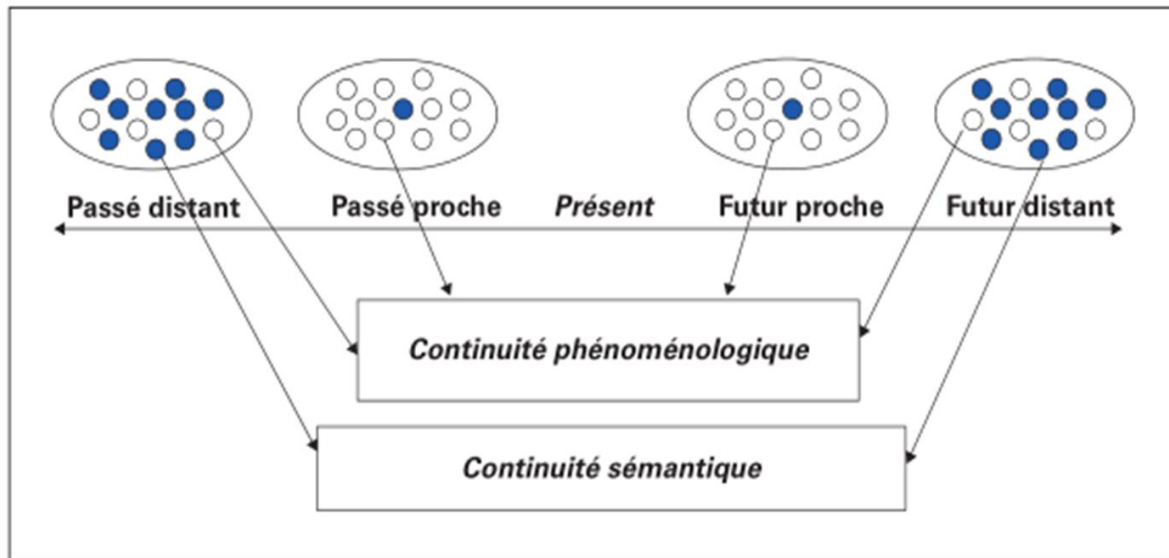 Passé distant Passé proche Présent Futur proche Futur distant
Continuité phénoménologique
Continuité sémantique